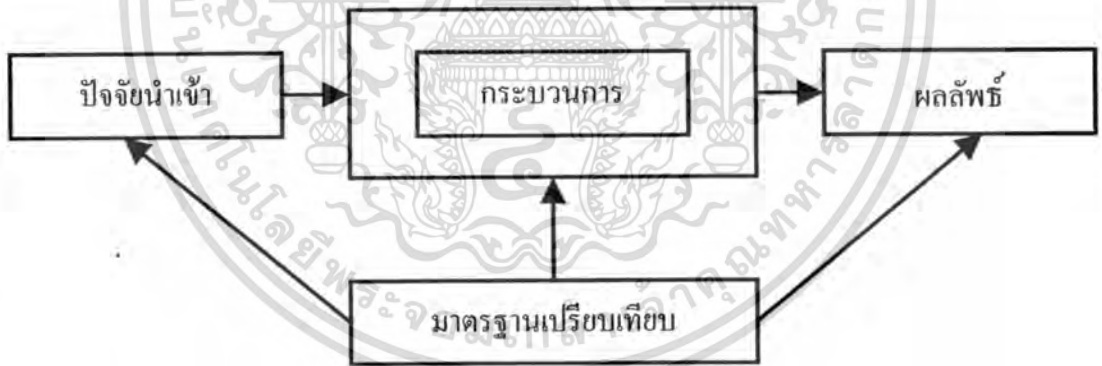 ปัจจัยนำเข้า
กระบวนการ
ผลลัพธ์
มาตรฐานเปรียบเทียบ